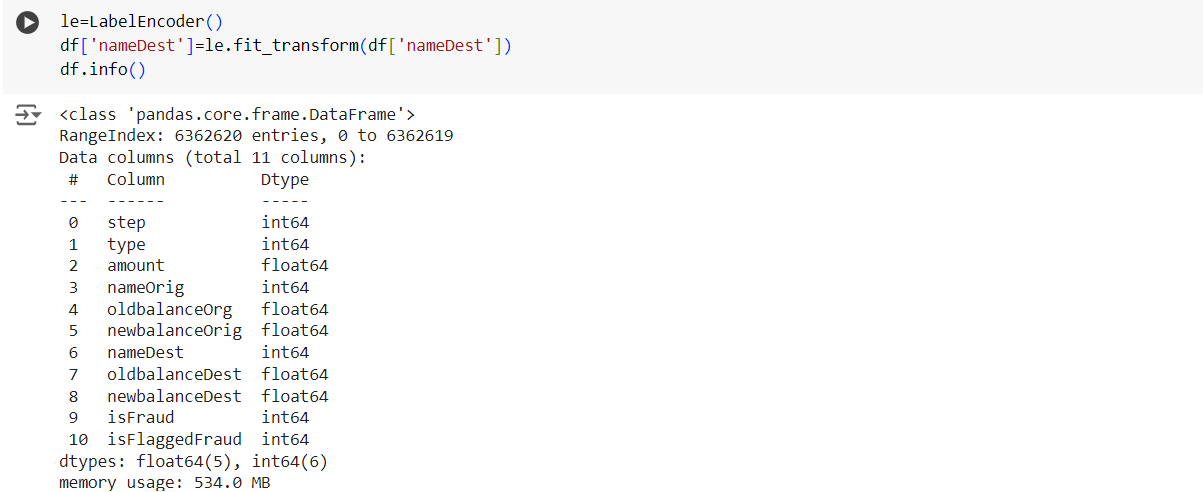 le=LabelEncoder()
df['nameDest']=le.fit_transform(df['nameDest'])
df.info()
<class 'pandas.core.frame.DataFrame'>
RangeIndex: 6362620 entries, 0 to 6362619
Data columns (total 11 columns):
 #   Column          Dtype
---  ------          -----
 0   step            int64
 1   type            int64
 2   amount          float64
 3   nameOrig        int64
 4   oldbalanceOrg   float64
 5   newbalanceOrig  float64
 6   nameDest        int64
 7   oldbalanceDest  float64
 8   newbalanceDest  float64
 9   isFraud         int64
 10  isFlaggedFraud  int64
dtypes: float64(5), int64(6)
memory usage: 534.0 MB